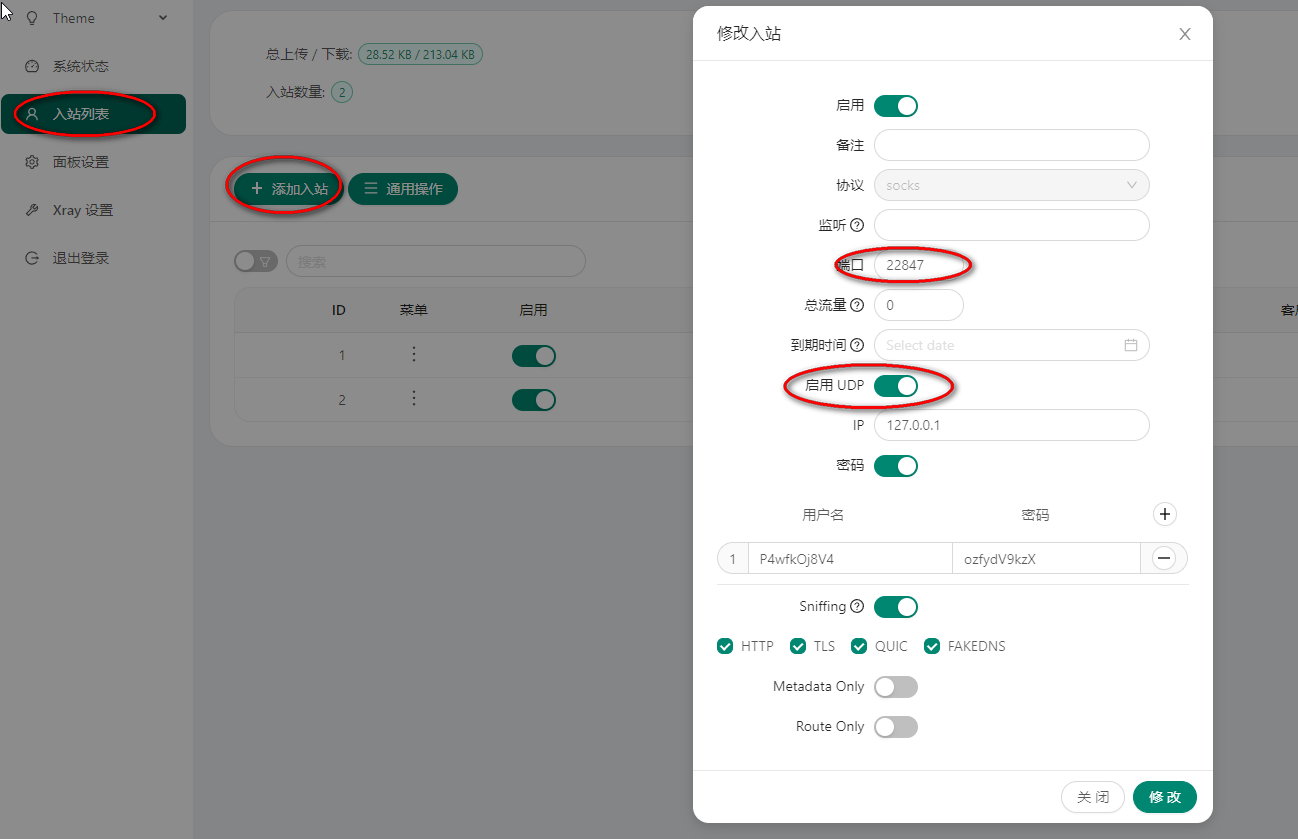 Theme
系统状态
入站列表
面板设置
Xray 设置
退出登录
总上传 / 下载: 28.52 KB / 213.04 KB
入站数量: 2
添加入站
通用操作
搜索
ID 菜单 启用
1
2
修改入站
启用
备注
协议 socks
监听
端口 22847
总流量 0
到期时间 Select date
启用 UDP
IP 127.0.0.1
密码
用户名 密码
1 P4wfkOj8V4 ozfydV9kzX
Sniffing
HTTP TLS QUIC FAKEDNS
Metadata Only
Route Only
关 闭
修 改